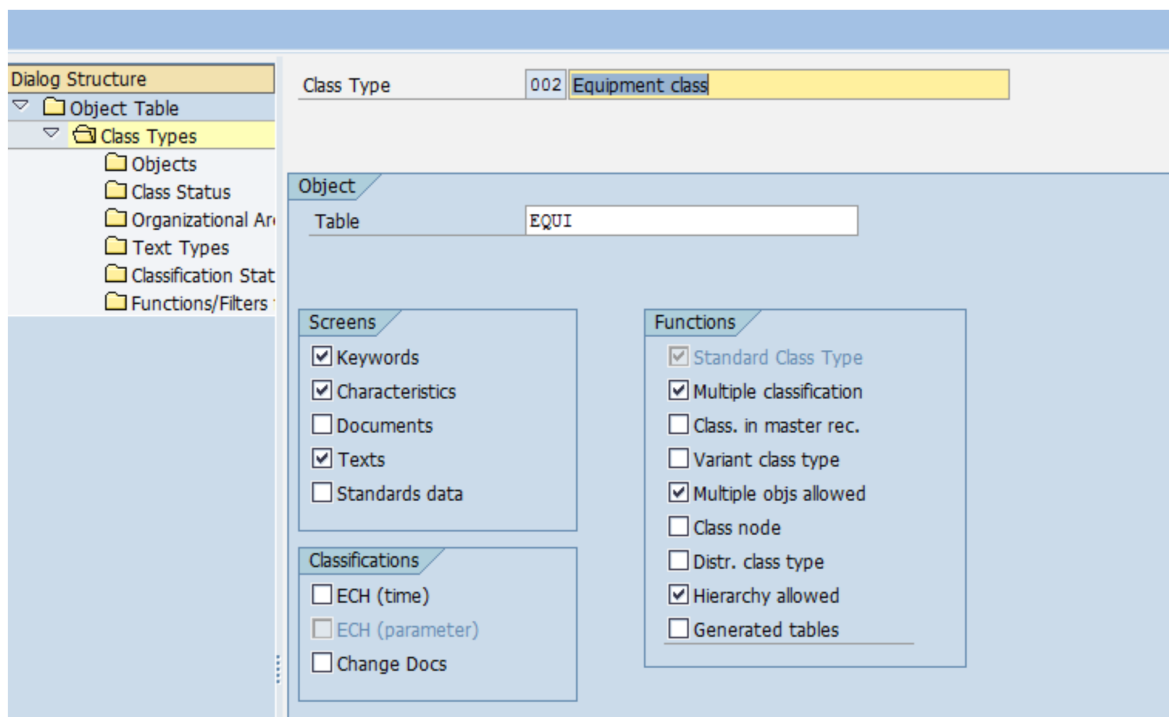 Dialog Structure
Object Table
Class Types
Objects
Class Status
Organizational Ar
Text Types
Classification Stat
Functions/Filters
Class Type 002 Equipment class
Object
Table EQUI
Screens
Keywords
Characteristics
Documents
Texts
Standards data
Classifications
ECH (time)
ECH (parameter)
Change Docs
Functions
Standard Class Type
Multiple classification
Class. in master rec.
Variant class type
Multiple objs allowed
Class node
Distr. class type
Hierarchy allowed
Generated tables